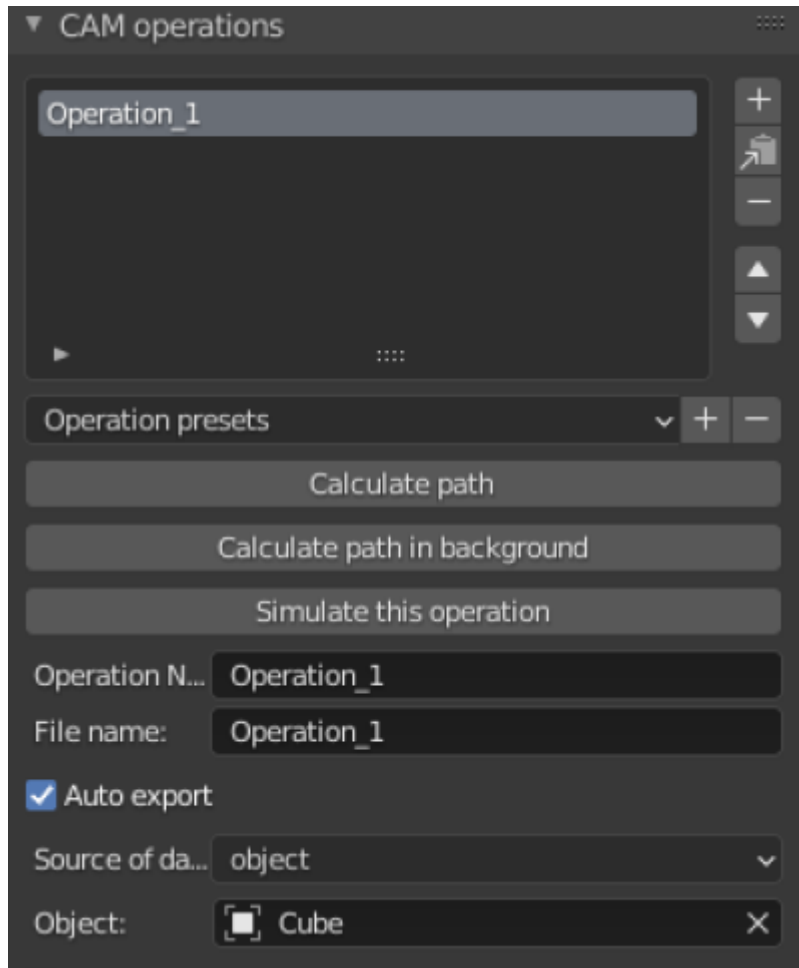 CAM operations
Operation_1
Operation presets
Calculate path
Calculate path in background
Simulate this operation
Operation N... Operation_1
File name: Operation_1
Auto export
Source of da... object
Object: Cube